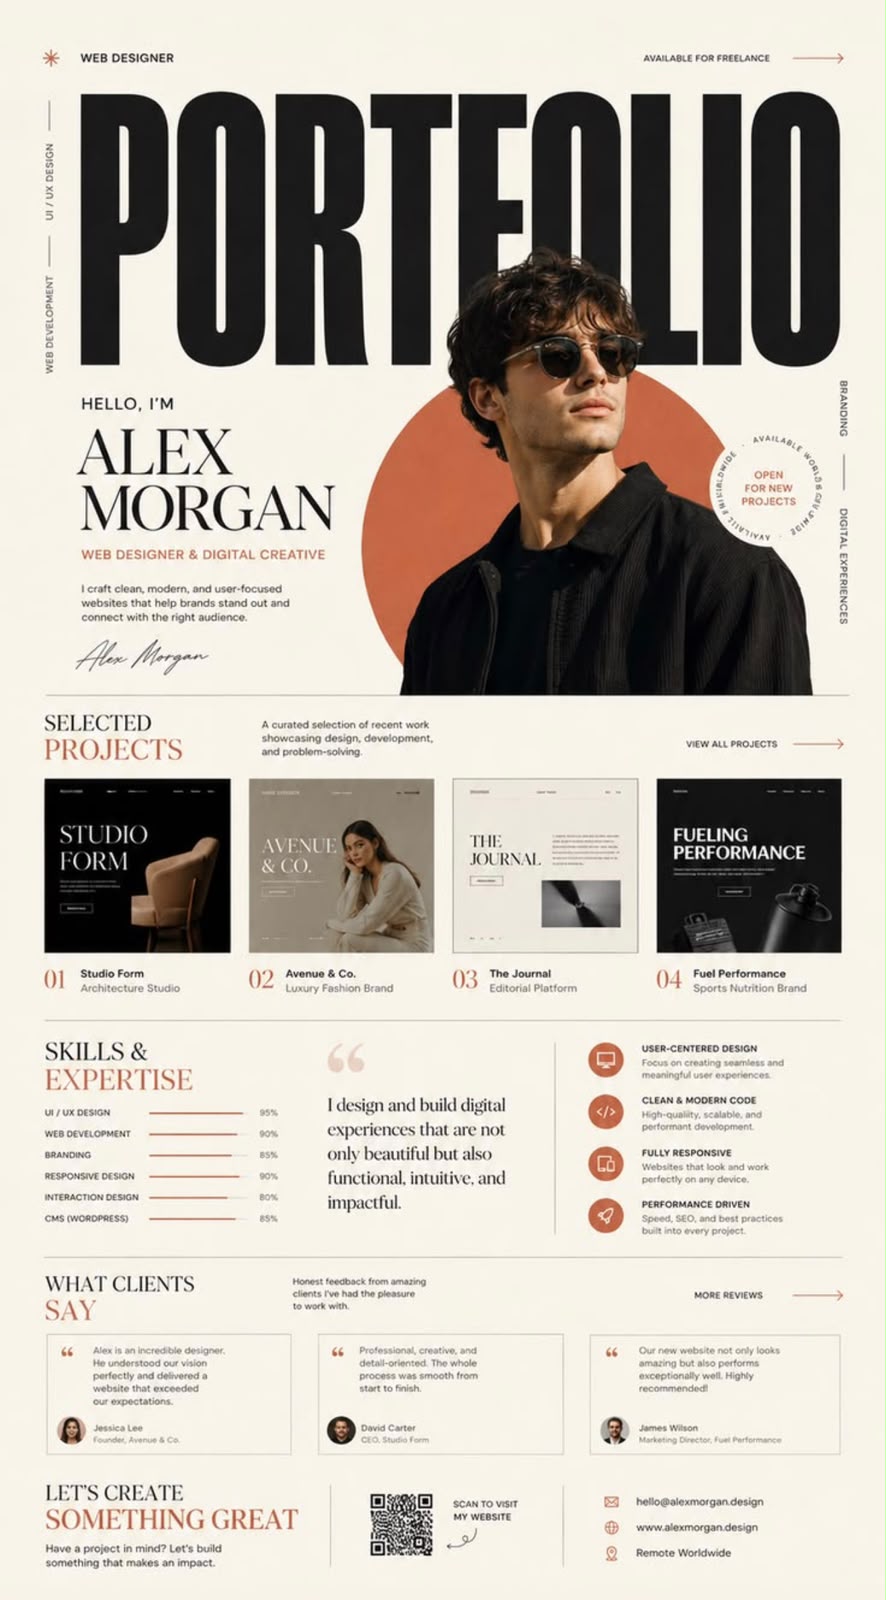 WEB DESIGNER
AVAILABLE FOR FREELANCE
PORTFOLIO
UI / UX DESIGN
WEB DEVELOPMENT
HELLO, I'M
ALEX
MORGAN
WEB DESIGNER & DIGITAL CREATIVE
I craft clean, modern, and user-focused
websites that help brands stand out and
connect with the right audience.
Alex Morgan
BRANDING
DIGITAL EXPERIENCES
AVAILABLE
OPEN
FOR NEW
PROJECTS
SELECTED
PROJECTS
A curated selection of recent work
showcasing design, development,
and problem-solving.
VIEW ALL PROJECTS
STUDIO
FORM
AVENUE
& CO.
THE
JOURNAL
FUELING
PERFORMANCE
01
Studio Form
Architecture Studio
02
Avenue & Co.
Luxury Fashion Brand
03
The Journal
Editorial Platform
04
Fuel Performance
Sports Nutrition Brand
SKILLS &
EXPERTISE
UI / UX DESIGN 95%
WEB DEVELOPMENT 90%
BRANDING 85%
RESPONSIVE DESIGN 90%
INTERACTION DESIGN 80%
CMS (WORDPRESS) 85%
“
I design and build digital
experiences that are not
only beautiful but also
functional, intuitive, and
impactful.
USER-CENTERED DESIGN
Focus on creating seamless and
meaningful user experiences.
</>
CLEAN & MODERN CODE
High-quality, scalable, and
performant development.
FULLY RESPONSIVE
Websites that look and work
perfectly on any device.
PERFORMANCE DRIVEN
Speed, SEO, and best practices
built into every project.
WHAT CLIENTS
SAY
Honest feedback from amazing
clients I've had the pleasure
to work with.
MORE REVIEWS
“
Alex is an incredible designer.
He understood our vision
perfectly and delivered a
website that exceeded
our expectations.
Jessica Lee
Founder, Avenue & Co.
“
Professional, creative, and
detail-oriented. The whole
process was smooth from
start to finish.
David Carter
CEO, Studio Form
“
Our new website not only looks
amazing but also performs
exceptionally well. Highly
recommended!
James Wilson
Marketing Director, Fuel Performance
LET'S CREATE
SOMETHING GREAT
Have a project in mind? Let's build
something that makes an impact.
SCAN TO VISIT
MY WEBSITE
hello@alexmorgan.design
www.alexmorgan.design
Remote Worldwide